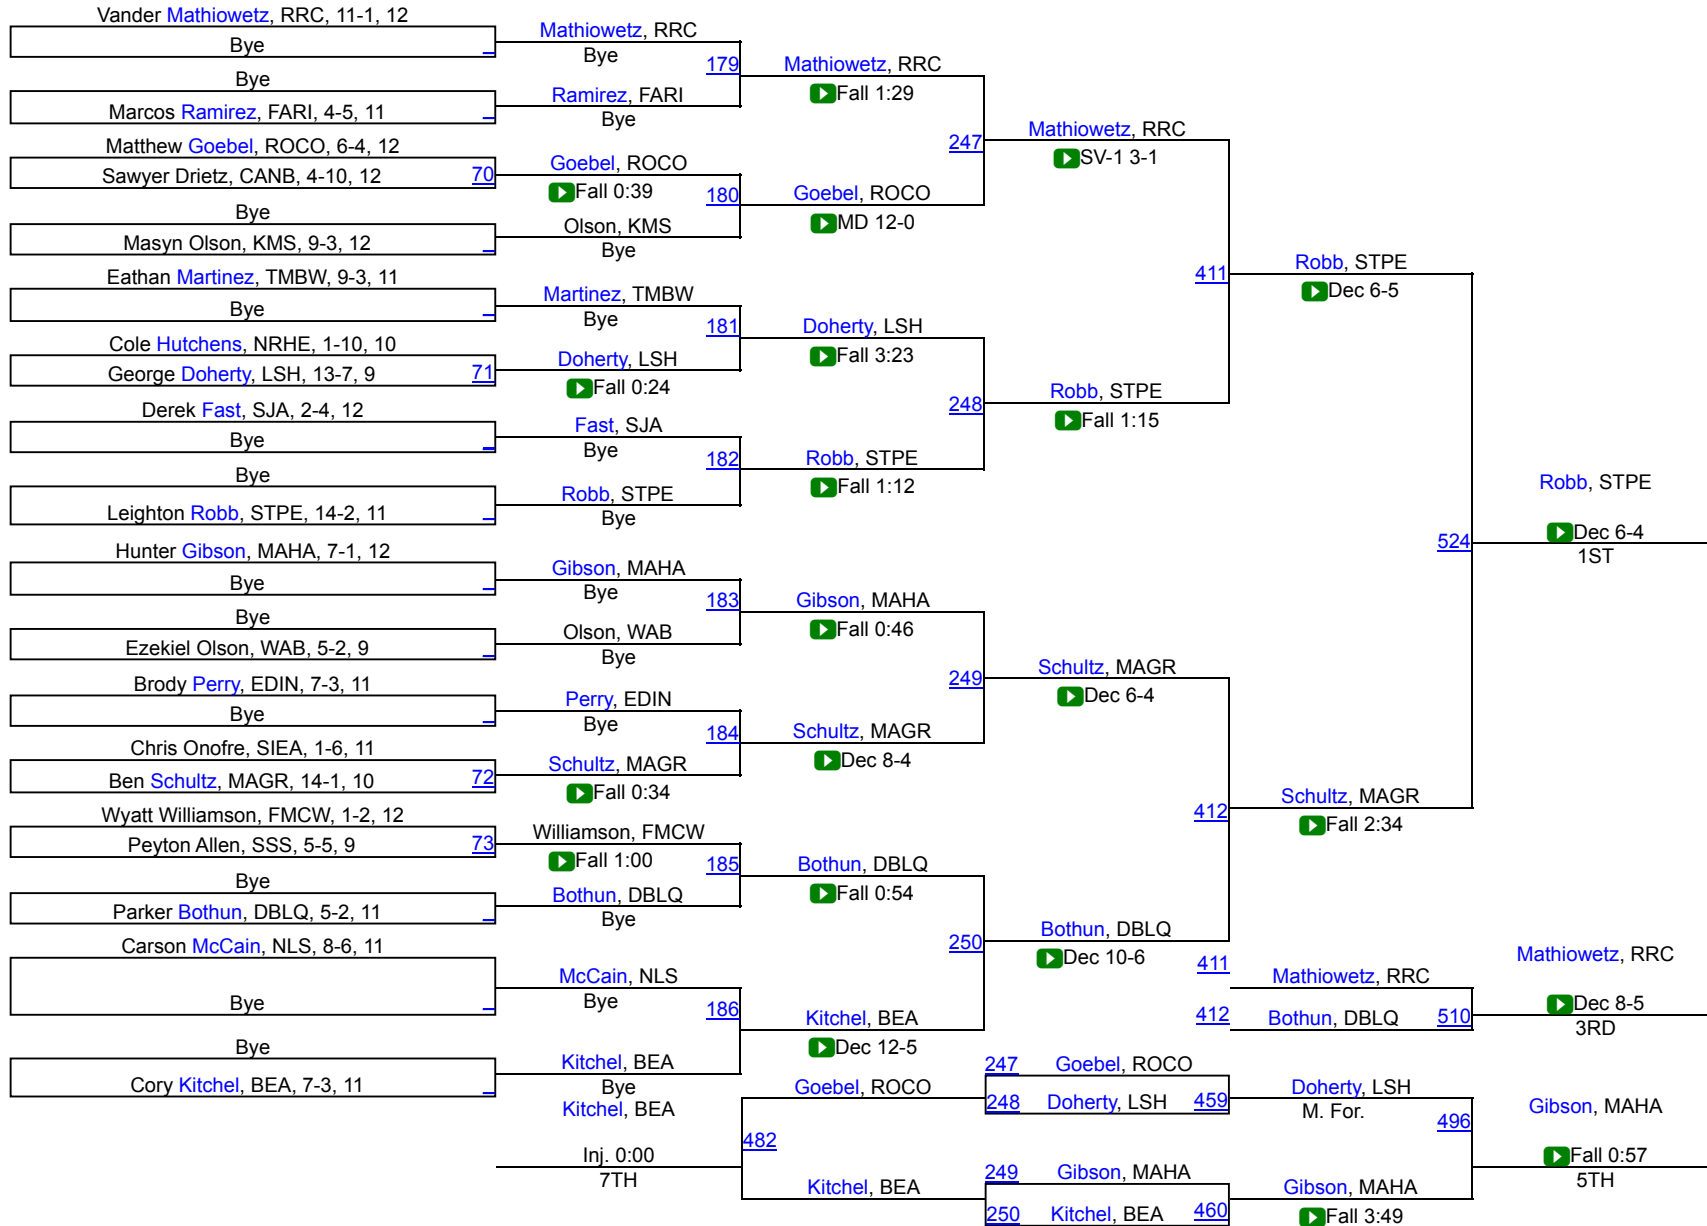 Vander Mathiowetz, RRC, 11-1, 12
Bye
Bye
Marcos Ramirez, FARI, 4-5, 11
Matthew Goebel, ROCO, 6-4, 12
Sawyer Drietz, CANB, 4-10, 12 70
Bye
Masyn Olson, KMS, 9-3, 12
Eathan Martinez, TMBW, 9-3, 11
Bye
Cole Hutchens, NRHE, 1-10, 10
George Doherty, LSH, 13-7, 9 71
Derek Fast, SJA, 2-4, 12
Bye
Bye
Leighton Robb, STPE, 14-2, 11
Hunter Gibson, MAHA, 7-1, 12
Bye
Bye
Ezekiel Olson, WAB, 5-2, 9
Brody Perry, EDIN, 7-3, 11
Bye
Chris Onofre, SIEA, 1-6, 11
Ben Schultz, MAGR, 14-1, 10 72
Wyatt Williamson, FMCW, 1-2, 12
Peyton Allen, SSS, 5-5, 9 73
Bye
Parker Bothun, DBLQ, 5-2, 11
Carson McCain, NLS, 8-6, 11
Bye
Bye
Cory Kitchel, BEA, 7-3, 11
Mathiowetz, RRC
Bye
179
Ramirez, FARI
Bye
Goebel, ROCO
Fall 0:39
180
Olson, KMS
Bye
Martinez, TMBW
Bye
181
Doherty, LSH
Fall 0:24
Fast, SJA
Bye
182
Robb, STPE
Bye
Gibson, MAHA
Bye
183
Olson, WAB
Bye
Perry, EDIN
Bye
184
Schultz, MAGR
Fall 0:34
Williamson, FMCW
Fall 1:00
185
Bothun, DBLQ
Bye
McCain, NLS
Bye
186
Kitchel, BEA
Bye
Kitchel, BEA
Inj. 0:00
7TH
482
Mathiowetz, RRC
Fall 1:29
247
Goebel, ROCO
MD 12-0
Doherty, LSH
Fall 3:23
248
Robb, STPE
Fall 1:12
Gibson, MAHA
Fall 0:46
249
Schultz, MAGR
Dec 8-4
Bothun, DBLQ
Fall 0:54
250
Kitchel, BEA
Dec 12-5
Goebel, ROCO
Kitchel, BEA
Mathiowetz, RRC
SV-1 3-1
411
Robb, STPE
Fall 1:15
Schultz, MAGR
Dec 6-4
412
Bothun, DBLQ
Dec 10-6
247 Goebel, ROCO
248 Doherty, LSH 459
249 Gibson, MAHA
250 Kitchel, BEA 460
Robb, STPE
Dec 6-5
524
Schultz, MAGR
Fall 2:34
411 Mathiowetz, RRC
412 Bothun, DBLQ 510
Doherty, LSH
M. For.
496
Gibson, MAHA
Fall 3:49
Robb, STPE
Dec 6-4
1ST
Mathiowetz, RRC
Dec 8-5
3RD
Gibson, MAHA
Fall 0:57
5TH